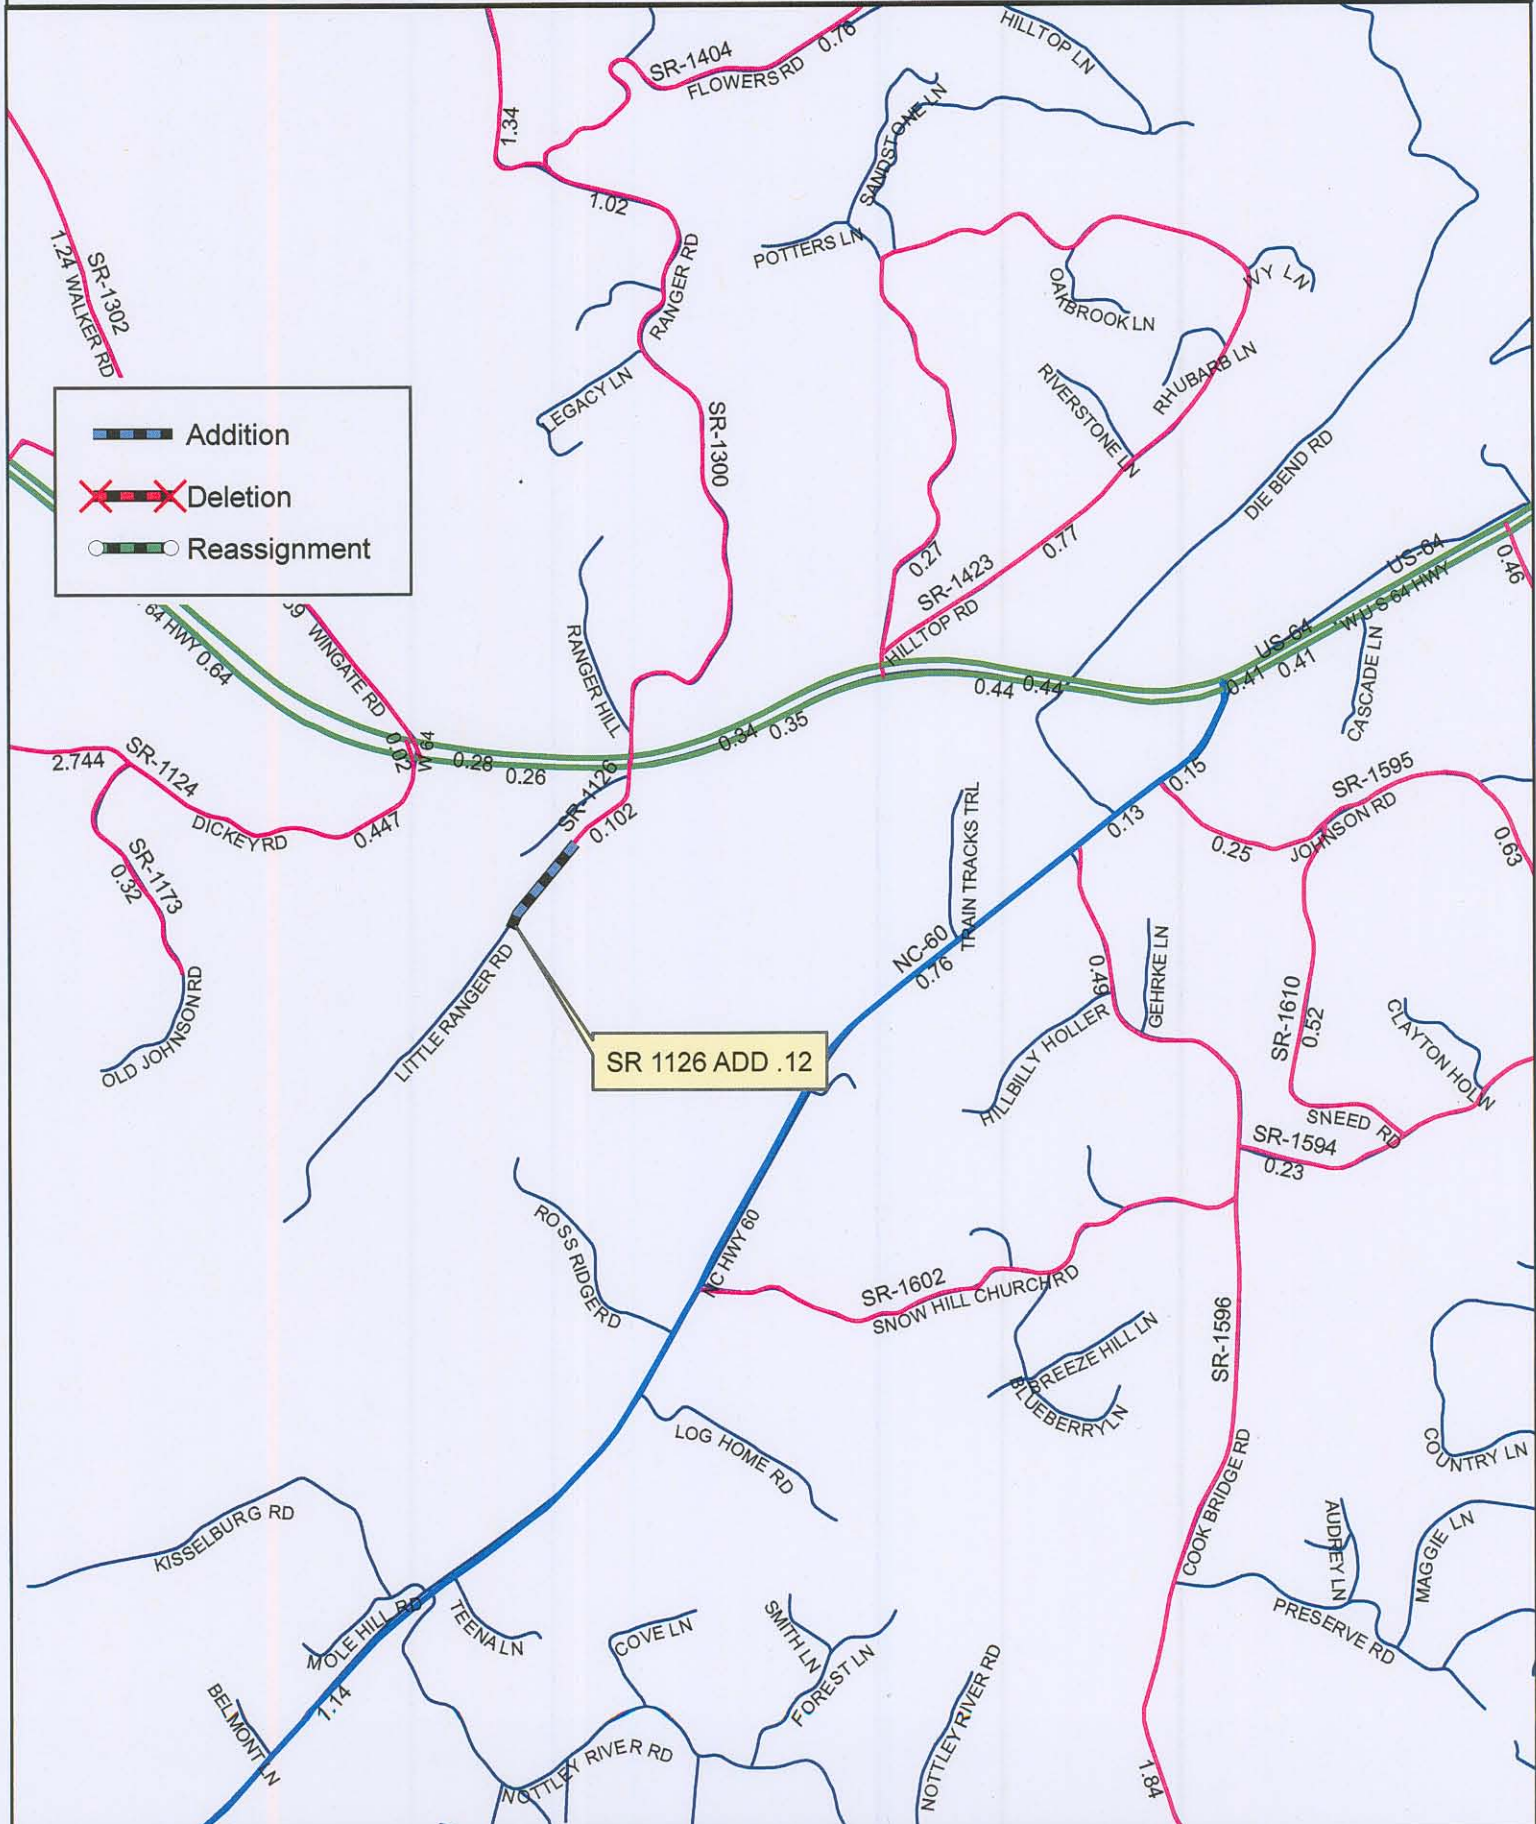 HILLTOP LN
0.76
SR-1404
FLOWERS RD
1.34
SANDSTONE LN
1.02
POTTERS LN
RANGER RD
SR-1302
1.24 WALKER RD
IVY LN
OAKBROOK LN
RHUBARB LN
RIVERSTONE LN
LEGACY LN
SR-1300
DIE BEND RD
Addition
Deletion
Reassignment
0.27
0.77
SR-1423
HILLTOP RD
US-64
0.46
W U S 64 HWY
64 HWY 0.64
WINGATE RD
RANGER HILL
US-64
CASCADE LN
0.41
0.41
0.44
0.44
0.34
0.35
0.02
W 64
0.28
0.26
2.744
SR-1124
DICKEY RD
0.447
SR-1126
0.102
0.15
0.13
SR-1595
JOHNSON RD
0.25
0.63
SR-1173
0.32
TRAIN TRACKS TRL
NC-60
0.76
0.49
GEHRKE LN
OLD JOHNSON RD
LITTLE RANGER RD
SR 1126 ADD .12
HILLBILLY HOLLER
SR-1610
0.52
CLAYTON HOLW
SNEED RD
SR-1594
0.23
ROSS RIDGE RD
NC HWY 60
SR-1602
SNOW HILL CHURCH RD
SR-1596
BREEZE HILL LN
BLUEBERRY LN
LOG HOME RD
COUNTRY LN
COOK BRIDGE RD
KISSELBURG RD
AUDREY LN
MAGGIE LN
PRESERVE RD
MOLE HILL RD
TEENA LN
COVE LN
SMITH LN
FOREST LN
NOTTLEY RIVER RD
1.14
BELMONT LN
NOTTLEY RIVER RD
1.84